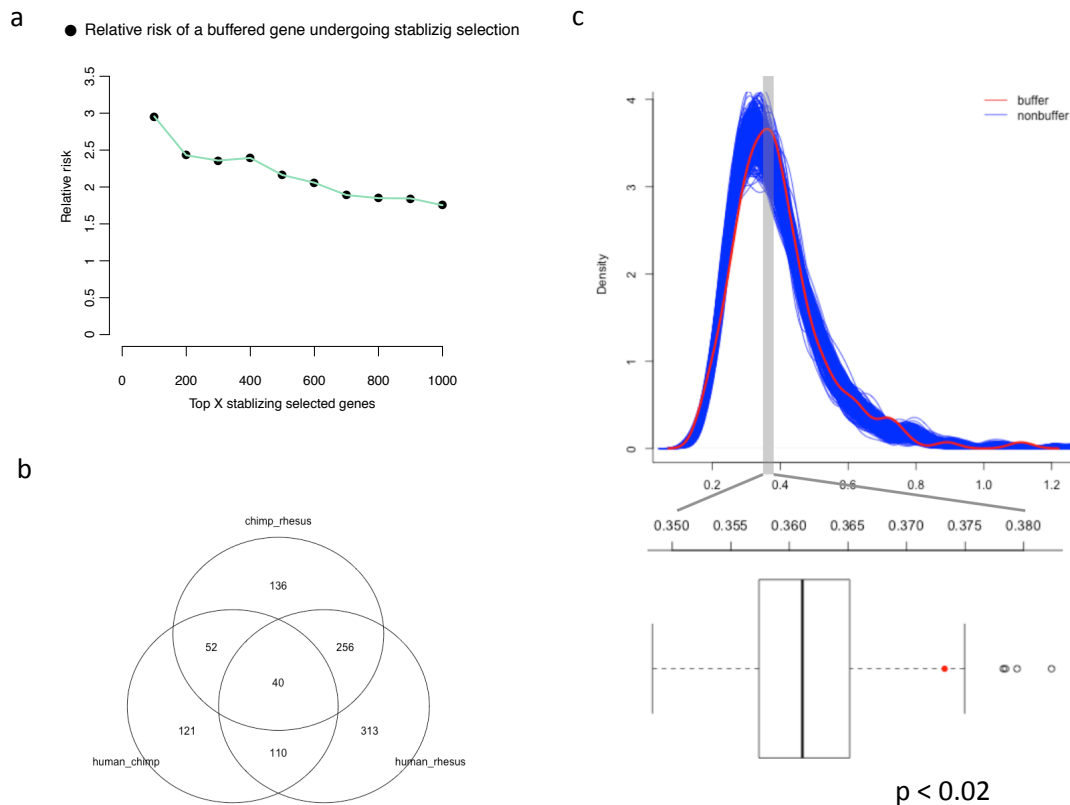 a
Relative risk of a buffered gene undergoing stablizig selection
3.5
3
2.5
2
1.5
1
0.5
0
Relative risk
0 200 400 600 800 1000
Top X stablizing selected genes
b
chimp_rhesus
136
52 256
40
121 313
110
human_chimp human_rhesus
c
buffer
nonbuffer
4
3
2
1
0
Density
0.2 0.4 0.6 0.8 1.0 1.2
0.350 0.355 0.360 0.365 0.370 0.375 0.380
p < 0.02